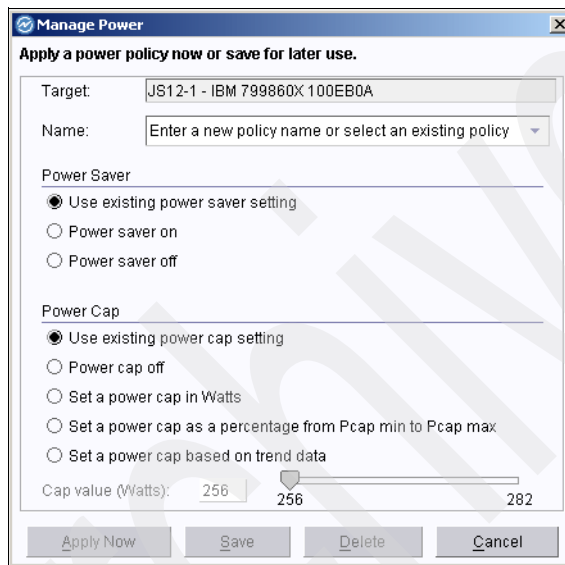 Manage Power
Apply a power policy now or save for later use.
Target: JS12-1 - IBM 799860X 100EB0A
Name: Enter a new policy name or select an existing policy
Power Saver
Use existing power saver setting
Power saver on
Power saver off
Power Cap
Use existing power cap setting
Power cap off
Set a power cap in Watts
Set a power cap as a percentage from Pcap min to Pcap max
Set a power cap based on trend data
Cap value (Watts): 256
256 282
Apply Now Save Delete Cancel